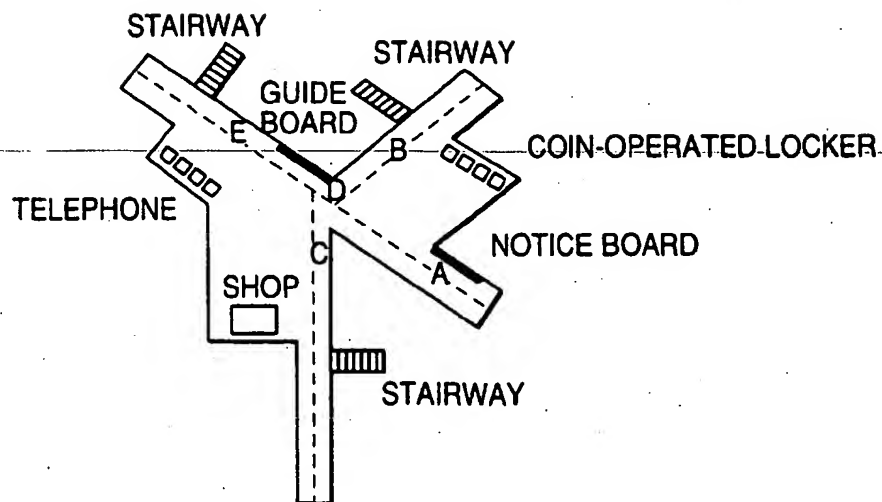 STAIRWAY
STAIRWAY
GUIDE
BOARD
E
B
COIN-OPERATED LOCKER
D
TELEPHONE
C
NOTICE BOARD
A
SHOP
STAIRWAY